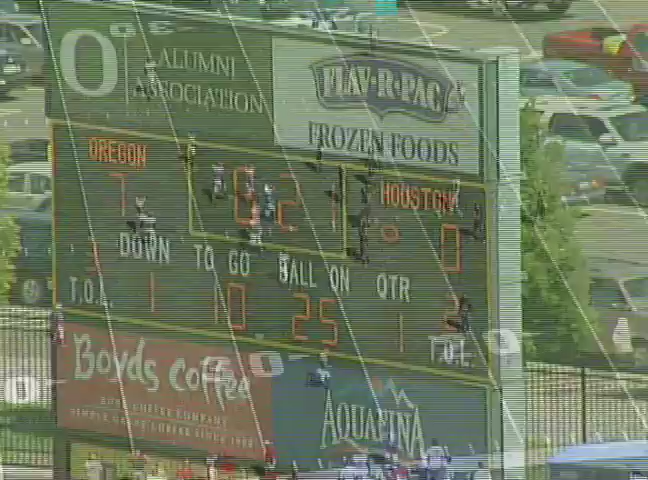 O ALUMNI
ASSOCIATION
FLAV·R·PAC
FROZEN FOODS
OREGON
HOUSTON
7
0
DOWN TO GO BALL ON QTR
T.O.L. 1 10 25 1
T.O.L.
Boyds Coffee
AQUAFINA